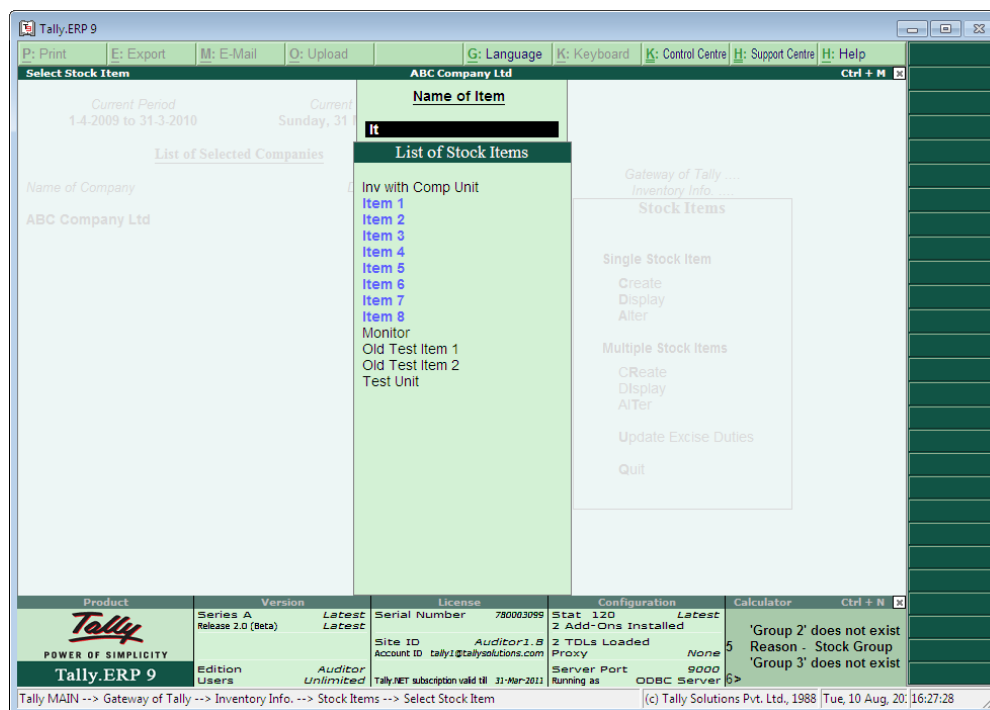 Tally.ERP 9
P: Print E: Export M: E-Mail O: Upload G: Language K: Keyboard K: Control Centre H: Support Centre H: Help
Select Stock Item ABC Company Ltd Ctrl + M
Current Period Current
1-4-2009 to 31-3-2010 Sunday, 31
List of Selected Companies
Name of Company
ABC Company Ltd
Name of Item
It
List of Stock Items
Inv with Comp Unit
Item 1
Item 2
Item 3
Item 4
Item 5
Item 6
Item 7
Item 8
Monitor
Old Test Item 1
Old Test Item 2
Test Unit
Gateway of Tally .....
Inventory Info. .....
Stock Items
Single Stock Item
Create
Display
Alter
Multiple Stock Items
CReate
DIsplay
AlTer
Update Excise Duties
Quit
Product Version License Configuration Calculator Ctrl + N
Tally
POWER OF SIMPLICITY
Tally.ERP 9
Series A Latest
Release 2.0 (Beta) Latest
Edition Auditor
Users Unlimited
Serial Number 780003099
Site ID Auditor1.8
Account ID tally1@tallysolutions.com
Tally.NET subscription valid till 31-Mar-2011
Stat 120 Latest
2 Add-Ons Installed
2 TDLs Loaded
Proxy None
Server Port 9000
Running as ODBC Server
'Group 2' does not exist
5 Reason - Stock Group
'Group 3' does not exist
6>
Tally MAIN --> Gateway of Tally --> Inventory Info. --> Stock Items --> Select Stock Item (c) Tally Solutions Pvt. Ltd., 1988 Tue, 10 Aug, 20: 16:27:28